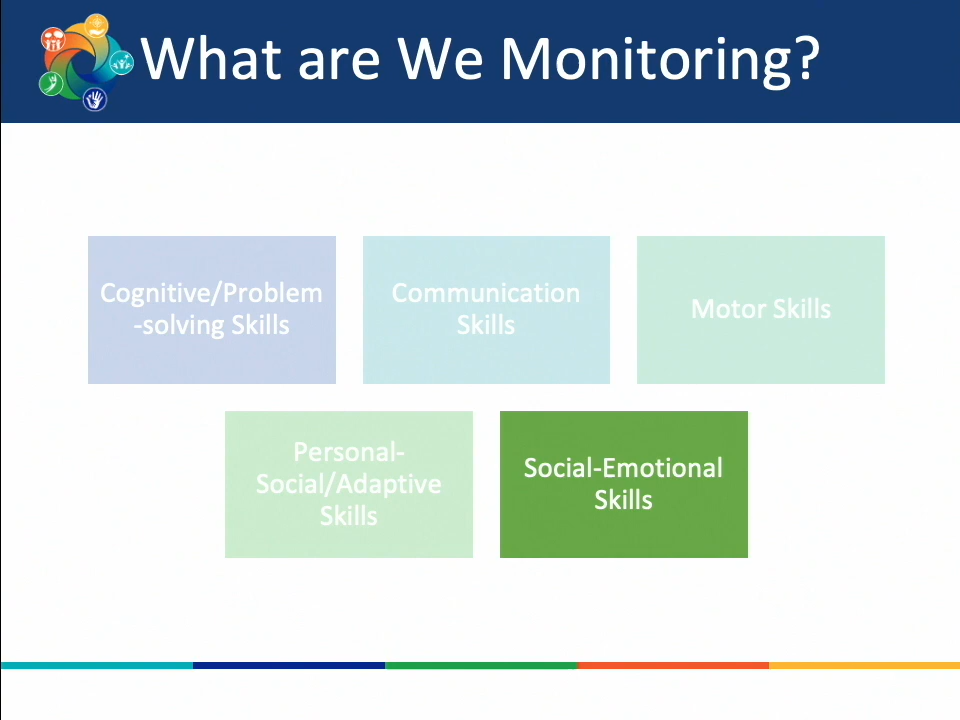 What are We Monitoring?
Cognitive/Problem
-solving Skills
Communication
Skills
Motor Skills
Personal-
Social/Adaptive
Skills
Social-Emotional
Skills